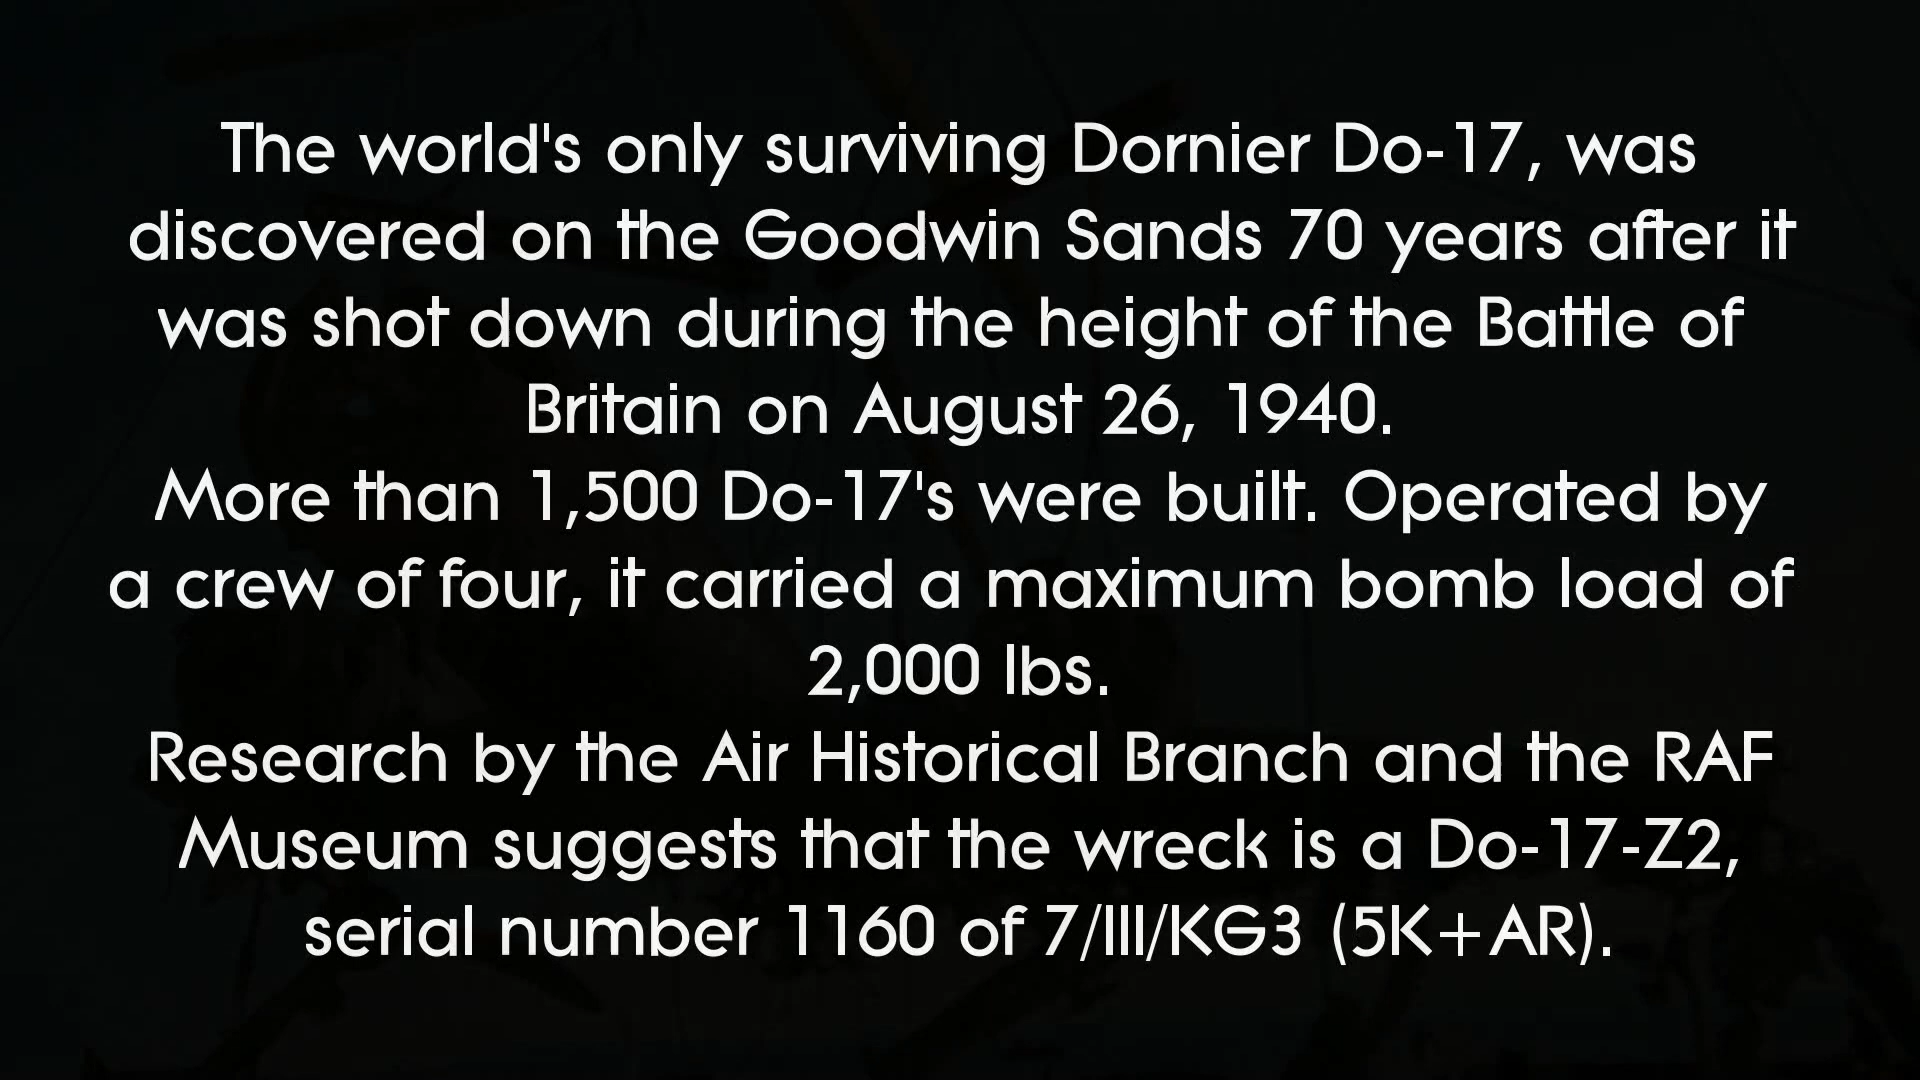 The world's only surviving Dornier Do-17, was
discovered on the Goodwin Sands 70 years after it
was shot down during the height of the Battle of
Britain on August 26, 1940.
More than 1,500 Do-17's were built. Operated by
a crew of four, it carried a maximum bomb load of
2,000 lbs.
Research by the Air Historical Branch and the RAF
Museum suggests that the wreck is a Do-17-Z2,
serial number 1160 of 7/III/KG3 (5K+AR).